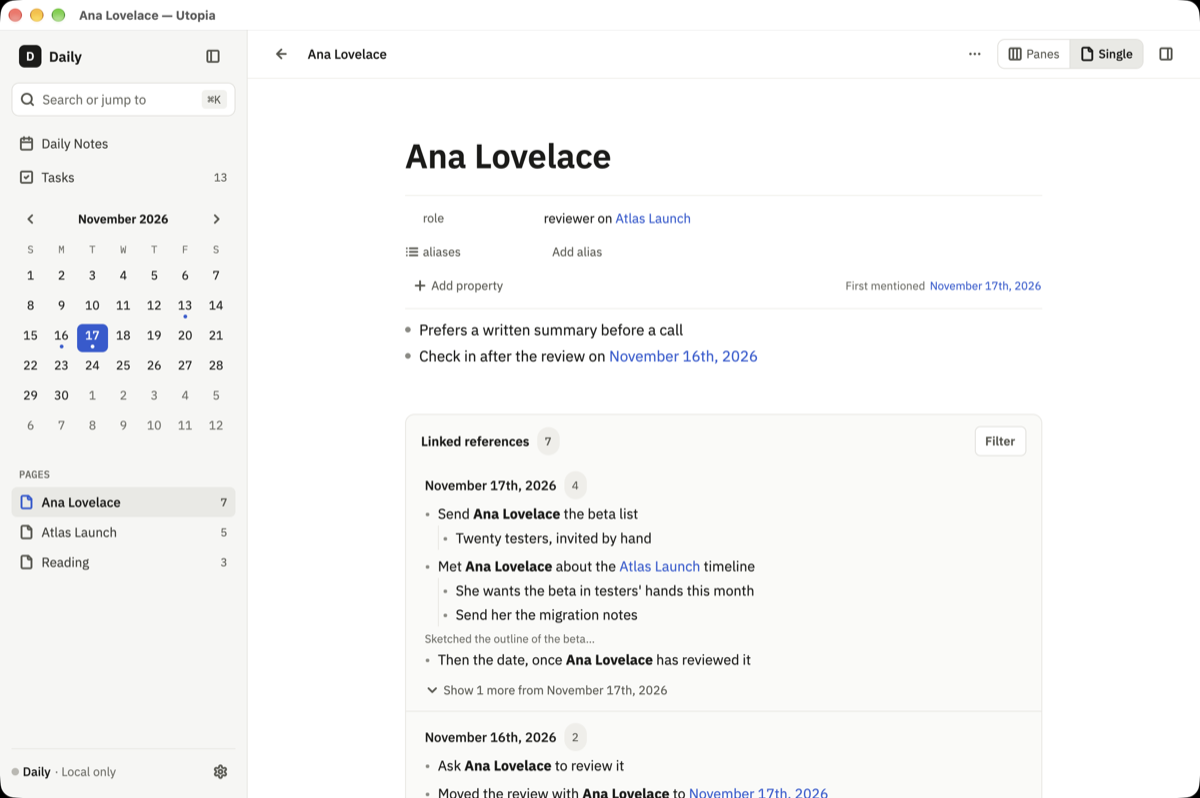 Ana Lovelace — Utopia
D Daily
Search or jump to ⌘K
Daily Notes
Tasks 13
November 2026
S M T W T F S
1 2 3 4 5 6 7
8 9 10 11 12 13 14
15 16 17 18 19 20 21
22 23 24 25 26 27 28
29 30 1 2 3 4 5
6 7 8 9 10 11 12
PAGES
Ana Lovelace 7
Atlas Launch 5
Reading 3
Daily · Local only
Ana Lovelace
Panes Single
Ana Lovelace
role reviewer on Atlas Launch
aliases Add alias
Add property First mentioned November 17th, 2026
Prefers a written summary before a call
Check in after the review on November 16th, 2026
Linked references 7 Filter
November 17th, 2026 4
Send Ana Lovelace the beta list
Twenty testers, invited by hand
Met Ana Lovelace about the Atlas Launch timeline
She wants the beta in testers' hands this month
Send her the migration notes
Sketched the outline of the beta...
Then the date, once Ana Lovelace has reviewed it
Show 1 more from November 17th, 2026
November 16th, 2026 2
Ask Ana Lovelace to review it
Moved the review with Ana Lovelace to November 17th, 2026